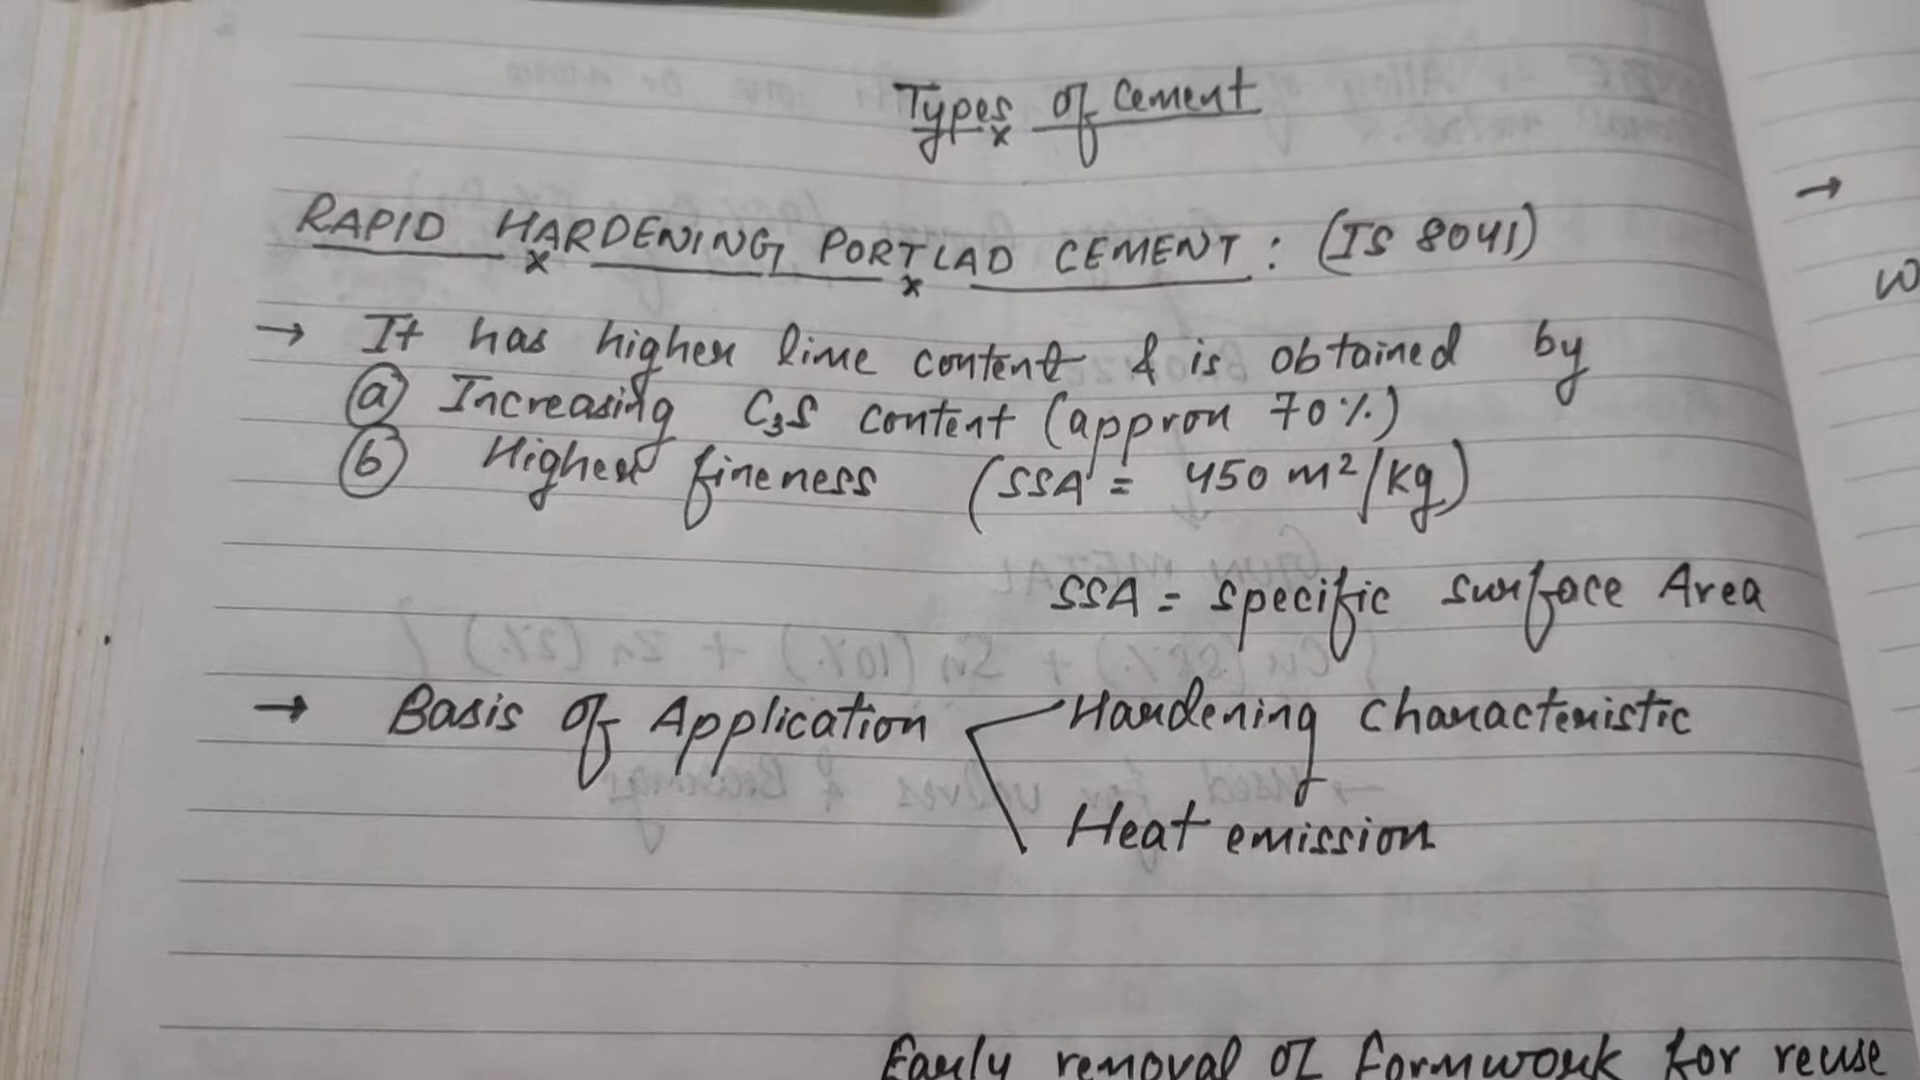 Types of Cement
RAPID HARDENING PORTLAD CEMENT : (IS 8041)
→ It has higher lime content & is obtained by
(a) Increasing C₃S content (approx 70%)
(b) Higher fineness (SSA = 450 m²/kg)
SSA = specific surface Area
→ Basis of Application Hardening characteristic
Heat emission
Early removal of formwork for reuse